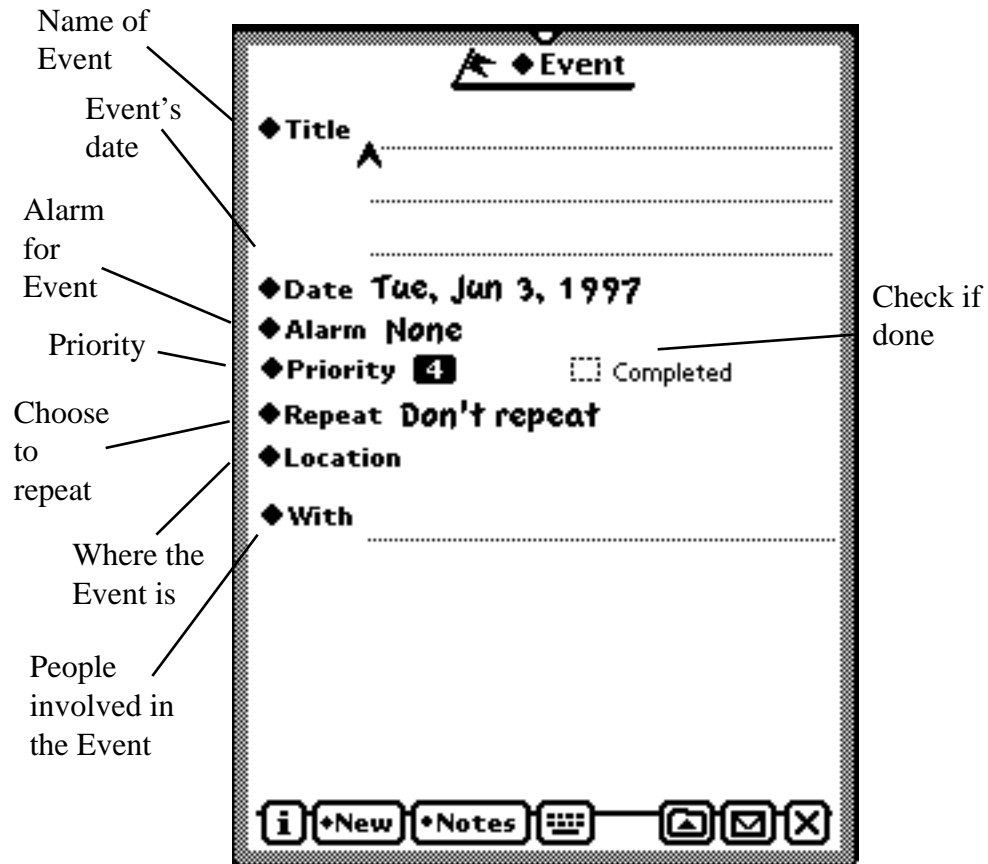 Name of
Event
Event's
date
Alarm
for
Event
Priority
Choose
to
repeat
Where the
Event is
People
involved in
the Event
Event
Title
Date Tue, Jun 3, 1997
Alarm None
Priority 4 Completed
Repeat Don't repeat
Location
With
i New Notes
Check if
done